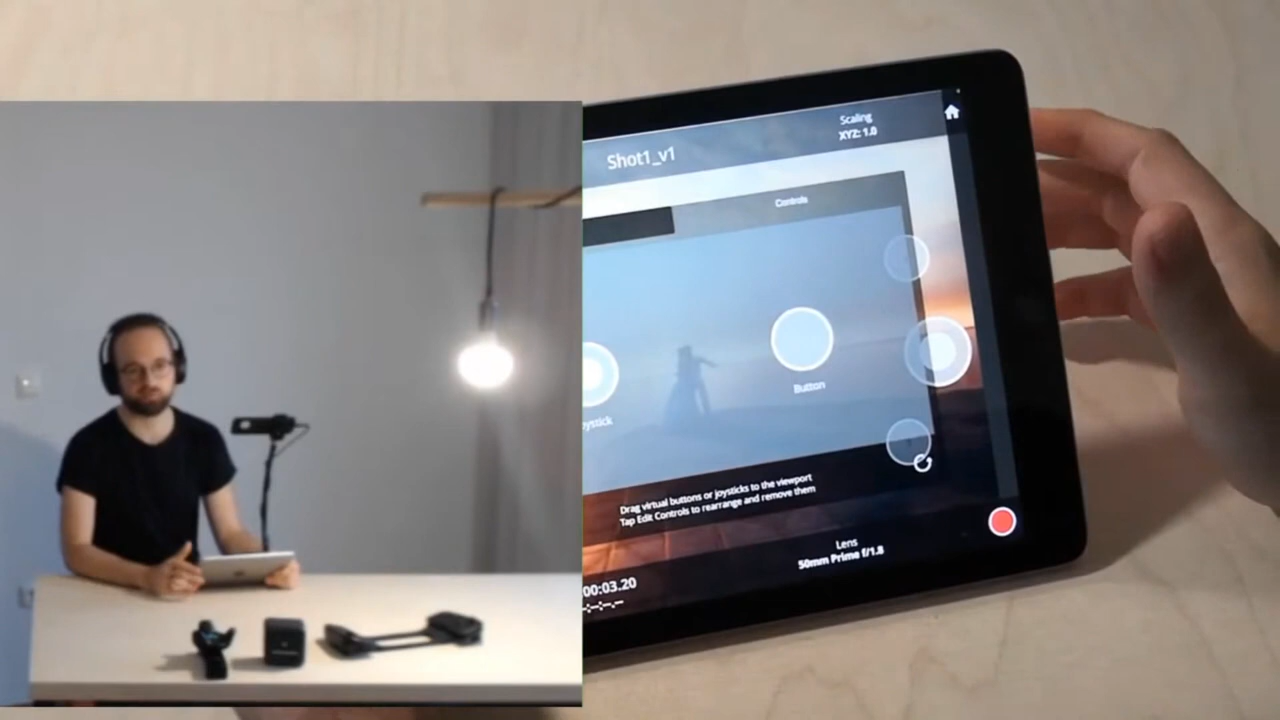 Scaling
XYZ: 1.0
Shot1_v1
Controls
Button
ystick
Drag virtual buttons or joysticks to the viewport
Tap Edit Controls to rearrange and remove them
Lens
50mm Prime f/1.8
00:03.20
-:--:--.--